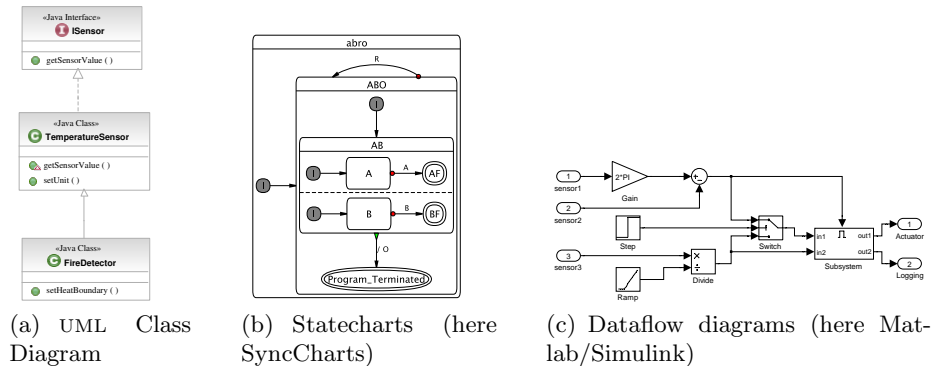 «Java Interface»
I ISensor
getSensorValue ( )
«Java Class»
C TemperatureSensor
getSensorValue ( )
setUnit ( )
«Java Class»
C FireDetector
setHeatBoundary ( )
(a) UML Class
Diagram
abro
R
ABO
I
AB
I
A
A
AF
I
I
B
B
BF
/ O
Program_Terminated
(b) Statecharts (here
SyncCharts)
1
sensor1
2*PI
Gain
+
-
2
sensor2
Step
Switch
3
sensor3
×
÷
Divide
Ramp
in1
in2
out1
out2
Subsystem
1
Actuator
2
Logging
(c) Dataflow diagrams (here Mat-
lab/Simulink)